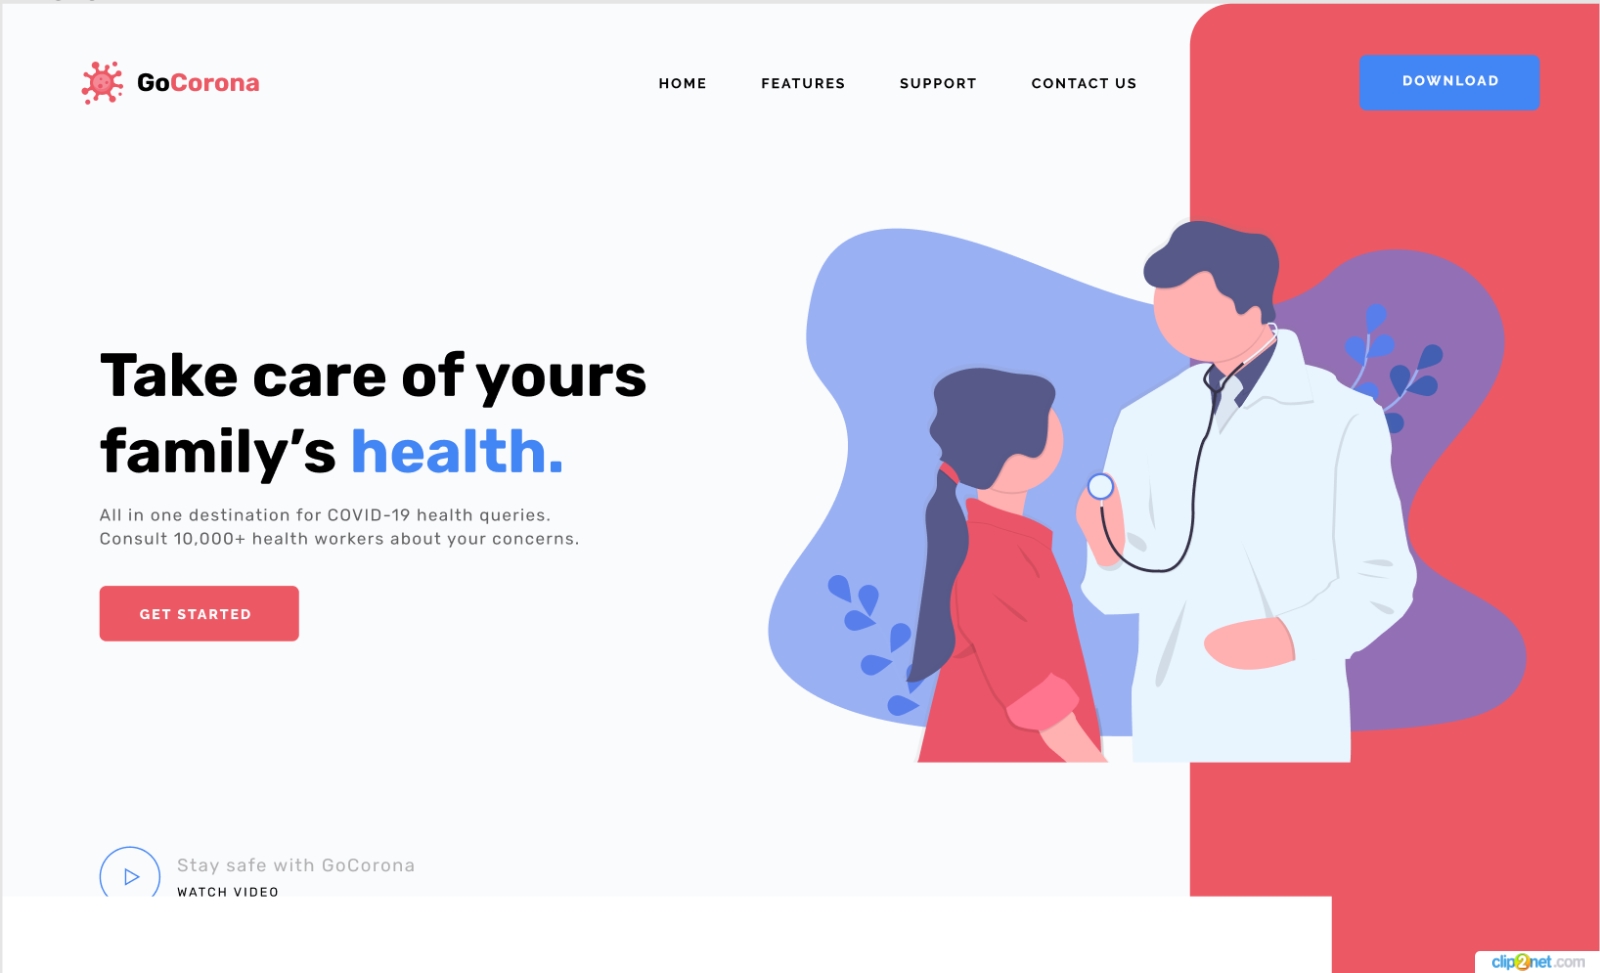 GoCorona
HOME
FEATURES
SUPPORT
CONTACT US
DOWNLOAD
Take care of yours
family’s health.
All in one destination for COVID-19 health queries.
Consult 10,000+ health workers about your concerns.
GET STARTED
Stay safe with GoCorona
WATCH VIDEO
clip2net.com